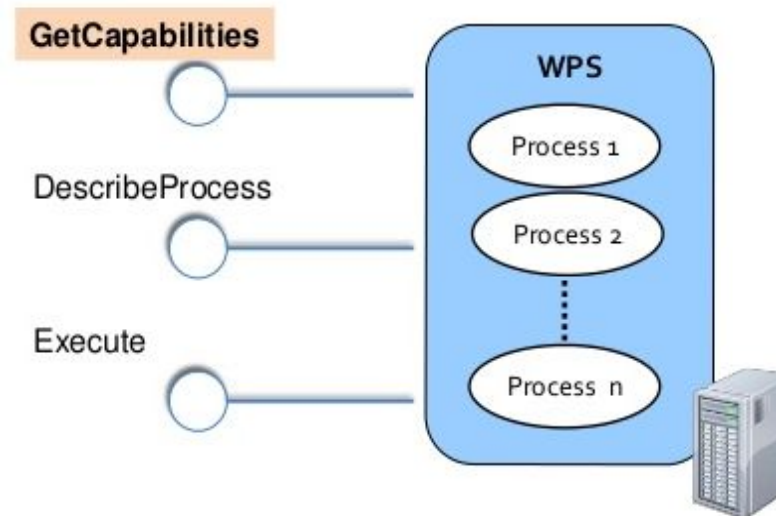 GetCapabilities
WPS
Process 1
DescribeProcess
Process 2
Execute
Process n